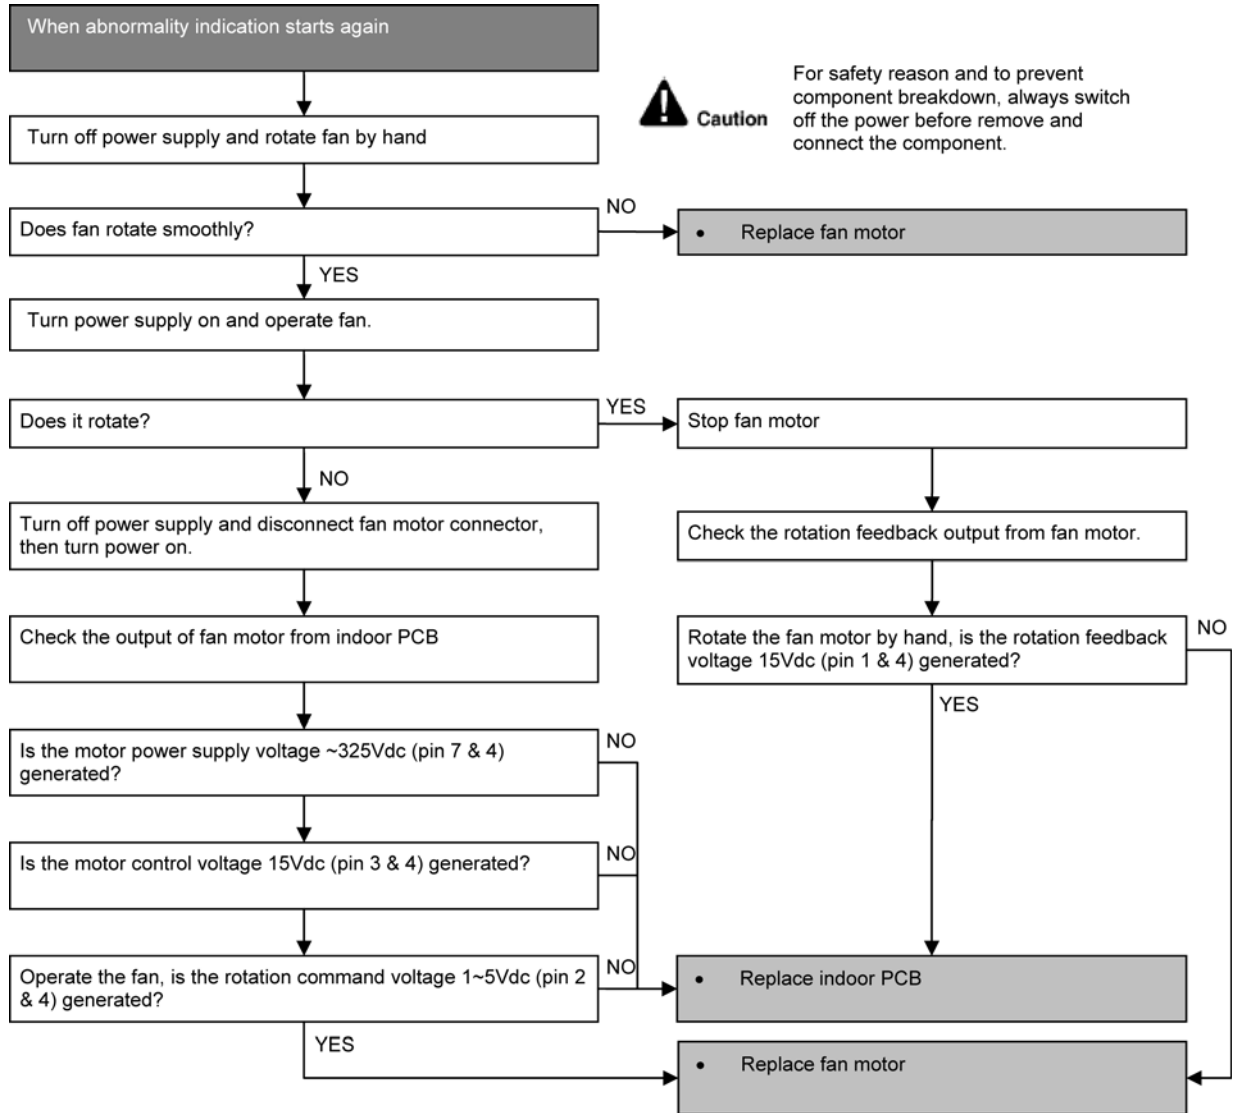 When abnormality indication starts again
For safety reason and to prevent
component breakdown, always switch
off the power before remove and
connect the component.
Caution
Turn off power supply and rotate fan by hand
Does fan rotate smoothly?
NO
• Replace fan motor
YES
Turn power supply on and operate fan.
Does it rotate?
YES
Stop fan motor
NO
Turn off power supply and disconnect fan motor connector,
then turn power on.
Check the rotation feedback output from fan motor.
Check the output of fan motor from indoor PCB
Rotate the fan motor by hand, is the rotation feedback
voltage 15Vdc (pin 1 & 4) generated?
NO
YES
Is the motor power supply voltage ~325Vdc (pin 7 & 4)
generated?
NO
Is the motor control voltage 15Vdc (pin 3 & 4) generated?
NO
Operate the fan, is the rotation command voltage 1~5Vdc (pin 2
& 4) generated?
NO
• Replace indoor PCB
YES
• Replace fan motor